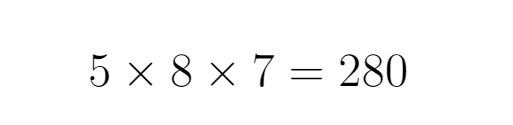 5 × 8 × 7 = 280